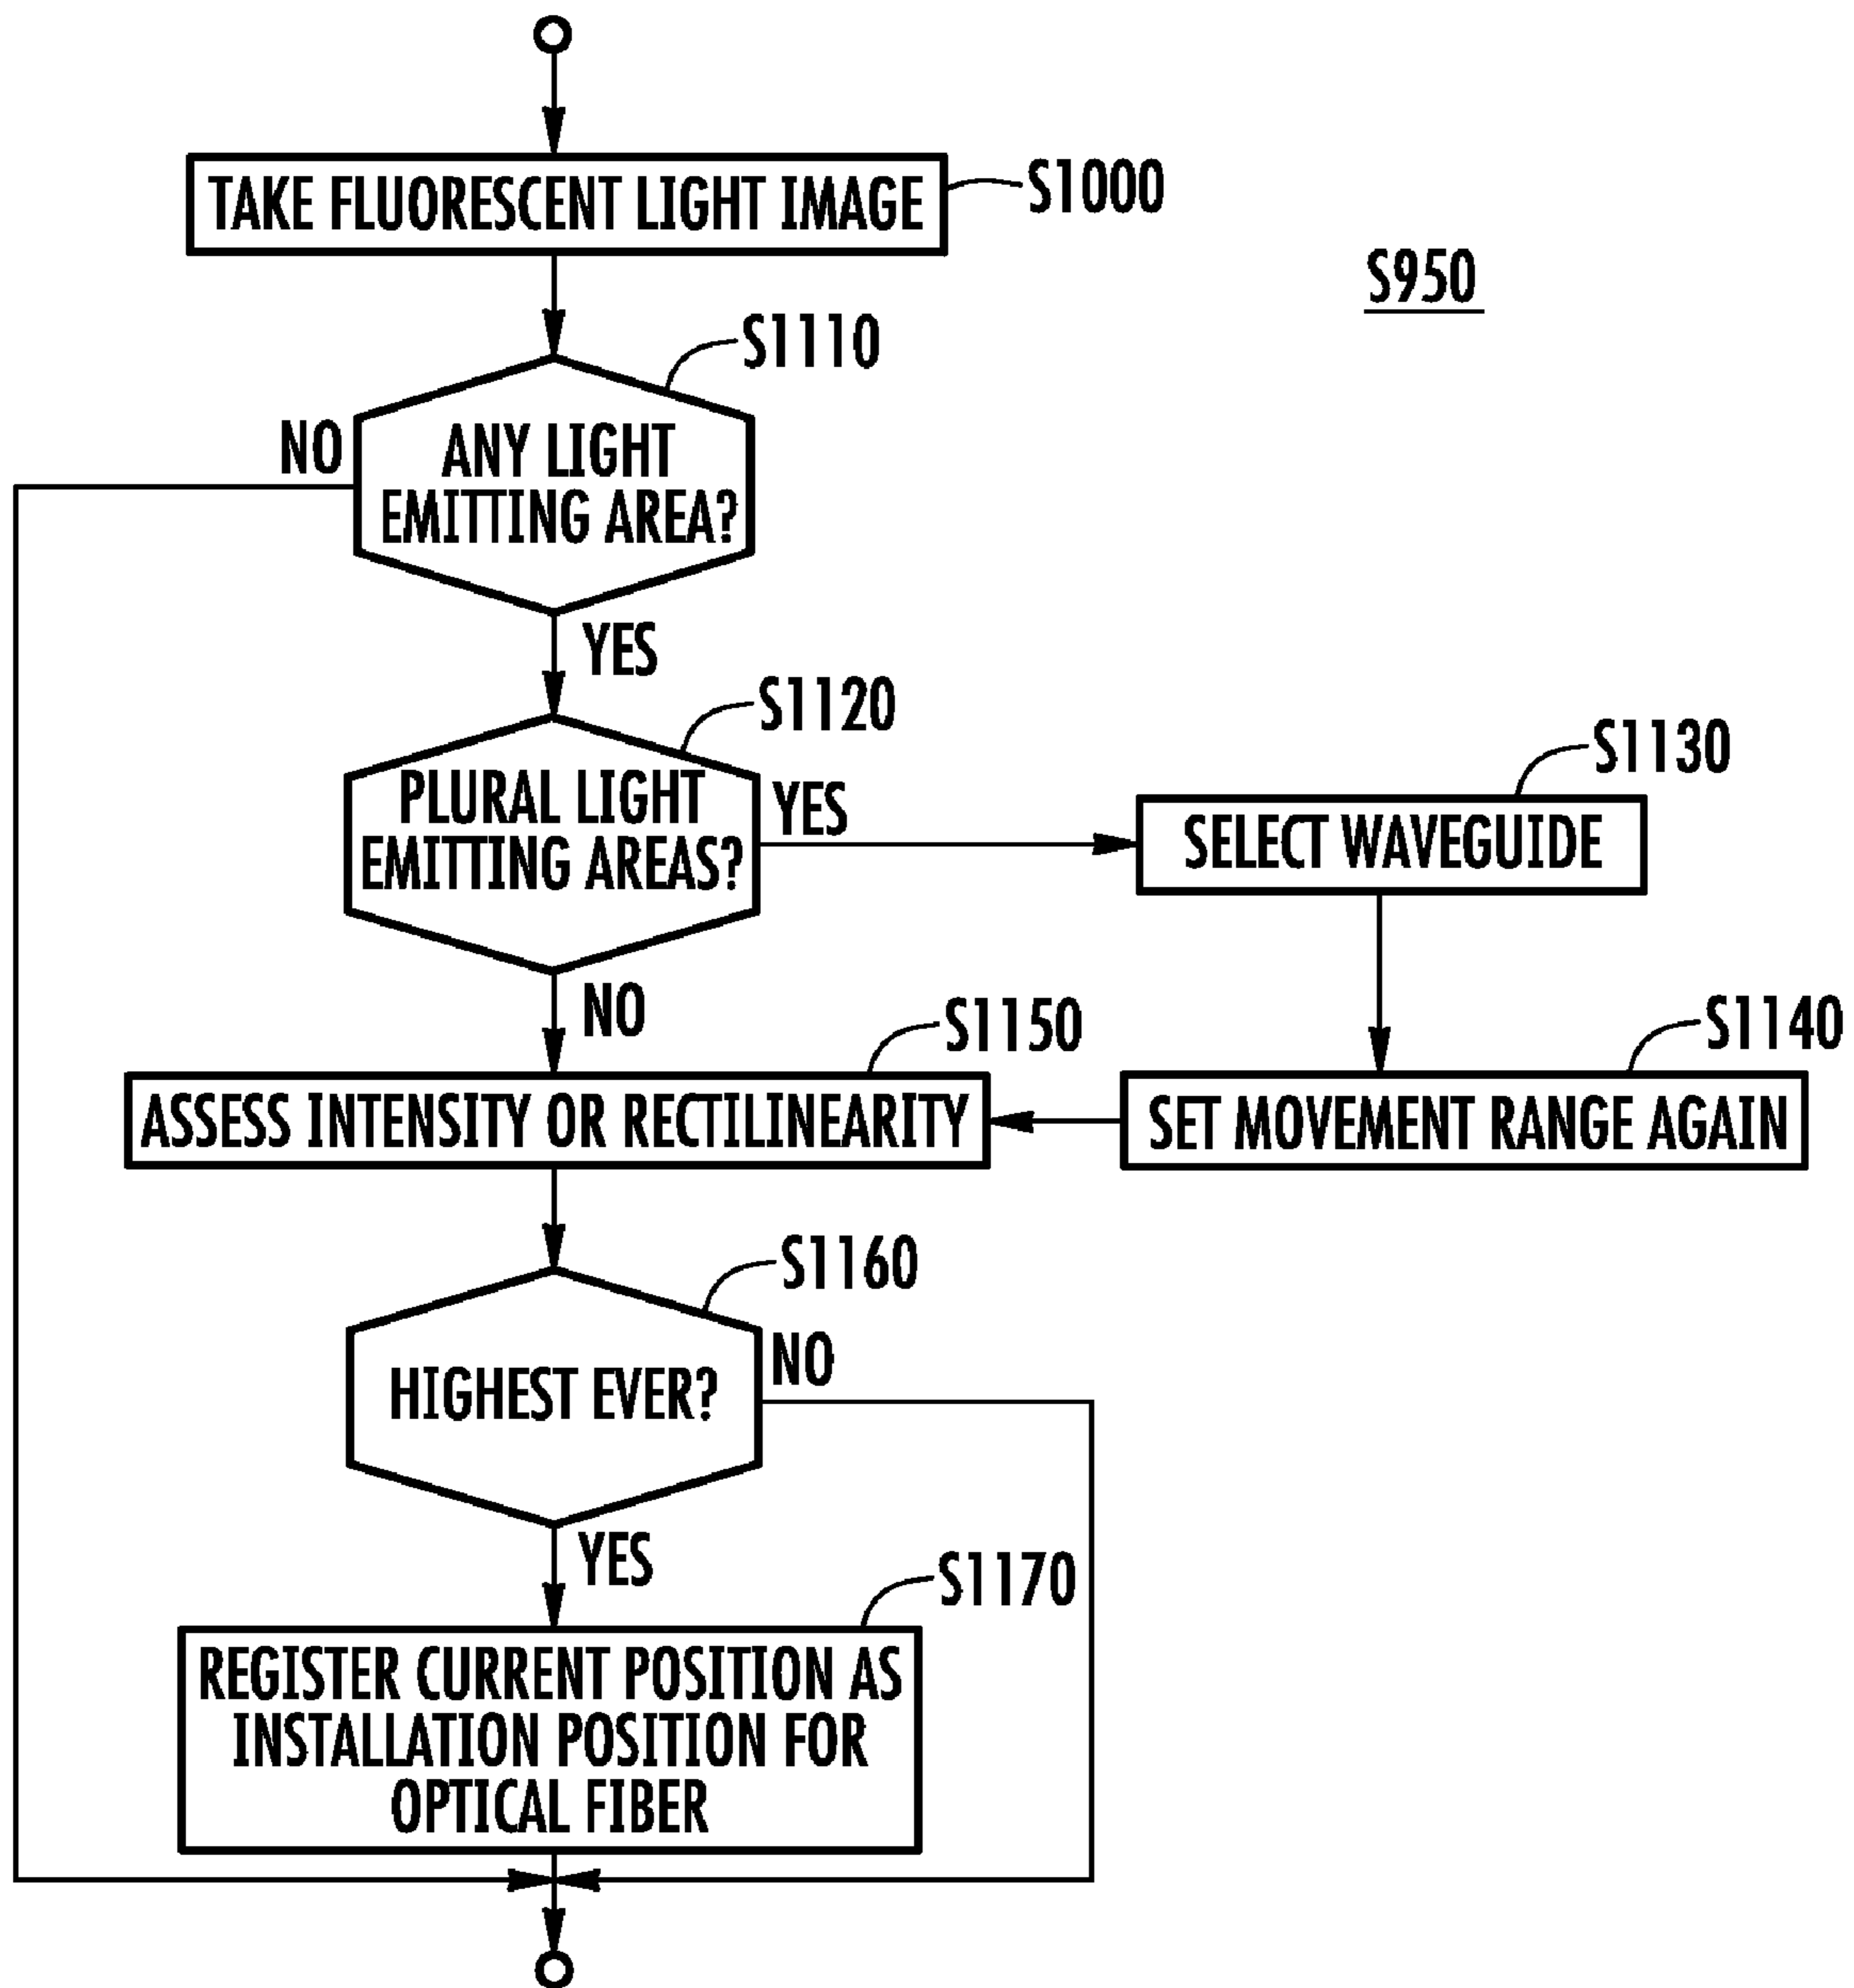 TAKE FLUORESCENT LIGHT IMAGE
S1000
S950
S1110
NO
ANY LIGHT
EMITTING AREA?
YES
S1120
PLURAL LIGHT
EMITTING AREAS?
YES
S1130
SELECT WAVEGUIDE
NO
S1150
S1140
ASSESS INTENSITY OR RECTILINEARITY
SET MOVEMENT RANGE AGAIN
S1160
NO
HIGHEST EVER?
YES
S1170
REGISTER CURRENT POSITION AS
INSTALLATION POSITION FOR
OPTICAL FIBER